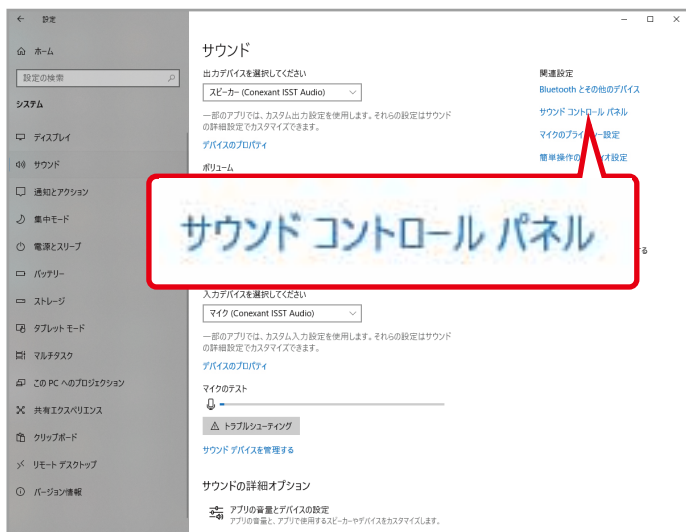 設定
ホーム
設定の検索
システム
ディスプレイ
サウンド
通知とアクション
集中モード
電源とスリープ
バッテリー
ストレージ
タブレット モード
マルチタスク
この PC へのプロジェクション
共有エクスペリエンス
クリップボード
リモート デスクトップ
バージョン情報
サウンド
出力デバイスを選択してください
スピーカー (Conexant ISST Audio)
一部のアプリでは、カスタム出力設定を使用します。それらの設定はサウンド
の詳細設定でカスタマイズできます。
デバイスのプロパティ
ボリューム
サウンド コントロール パネル
入力デバイスを選択してください
マイク (Conexant ISST Audio)
一部のアプリでは、カスタム入力設定を使用します。それらの設定はサウンド
の詳細設定でカスタマイズできます。
デバイスのプロパティ
マイクのテスト
トラブルシューティング
サウンド デバイスを管理する
サウンドの詳細オプション
アプリの音量とデバイスの設定
アプリの音量と、アプリで使用するスピーカーやデバイスをカスタマイズします。
関連設定
Bluetooth とその他のデバイス
サウンド コントロール パネル
マイクのプライ シー設定
簡単操作の オ設定
る